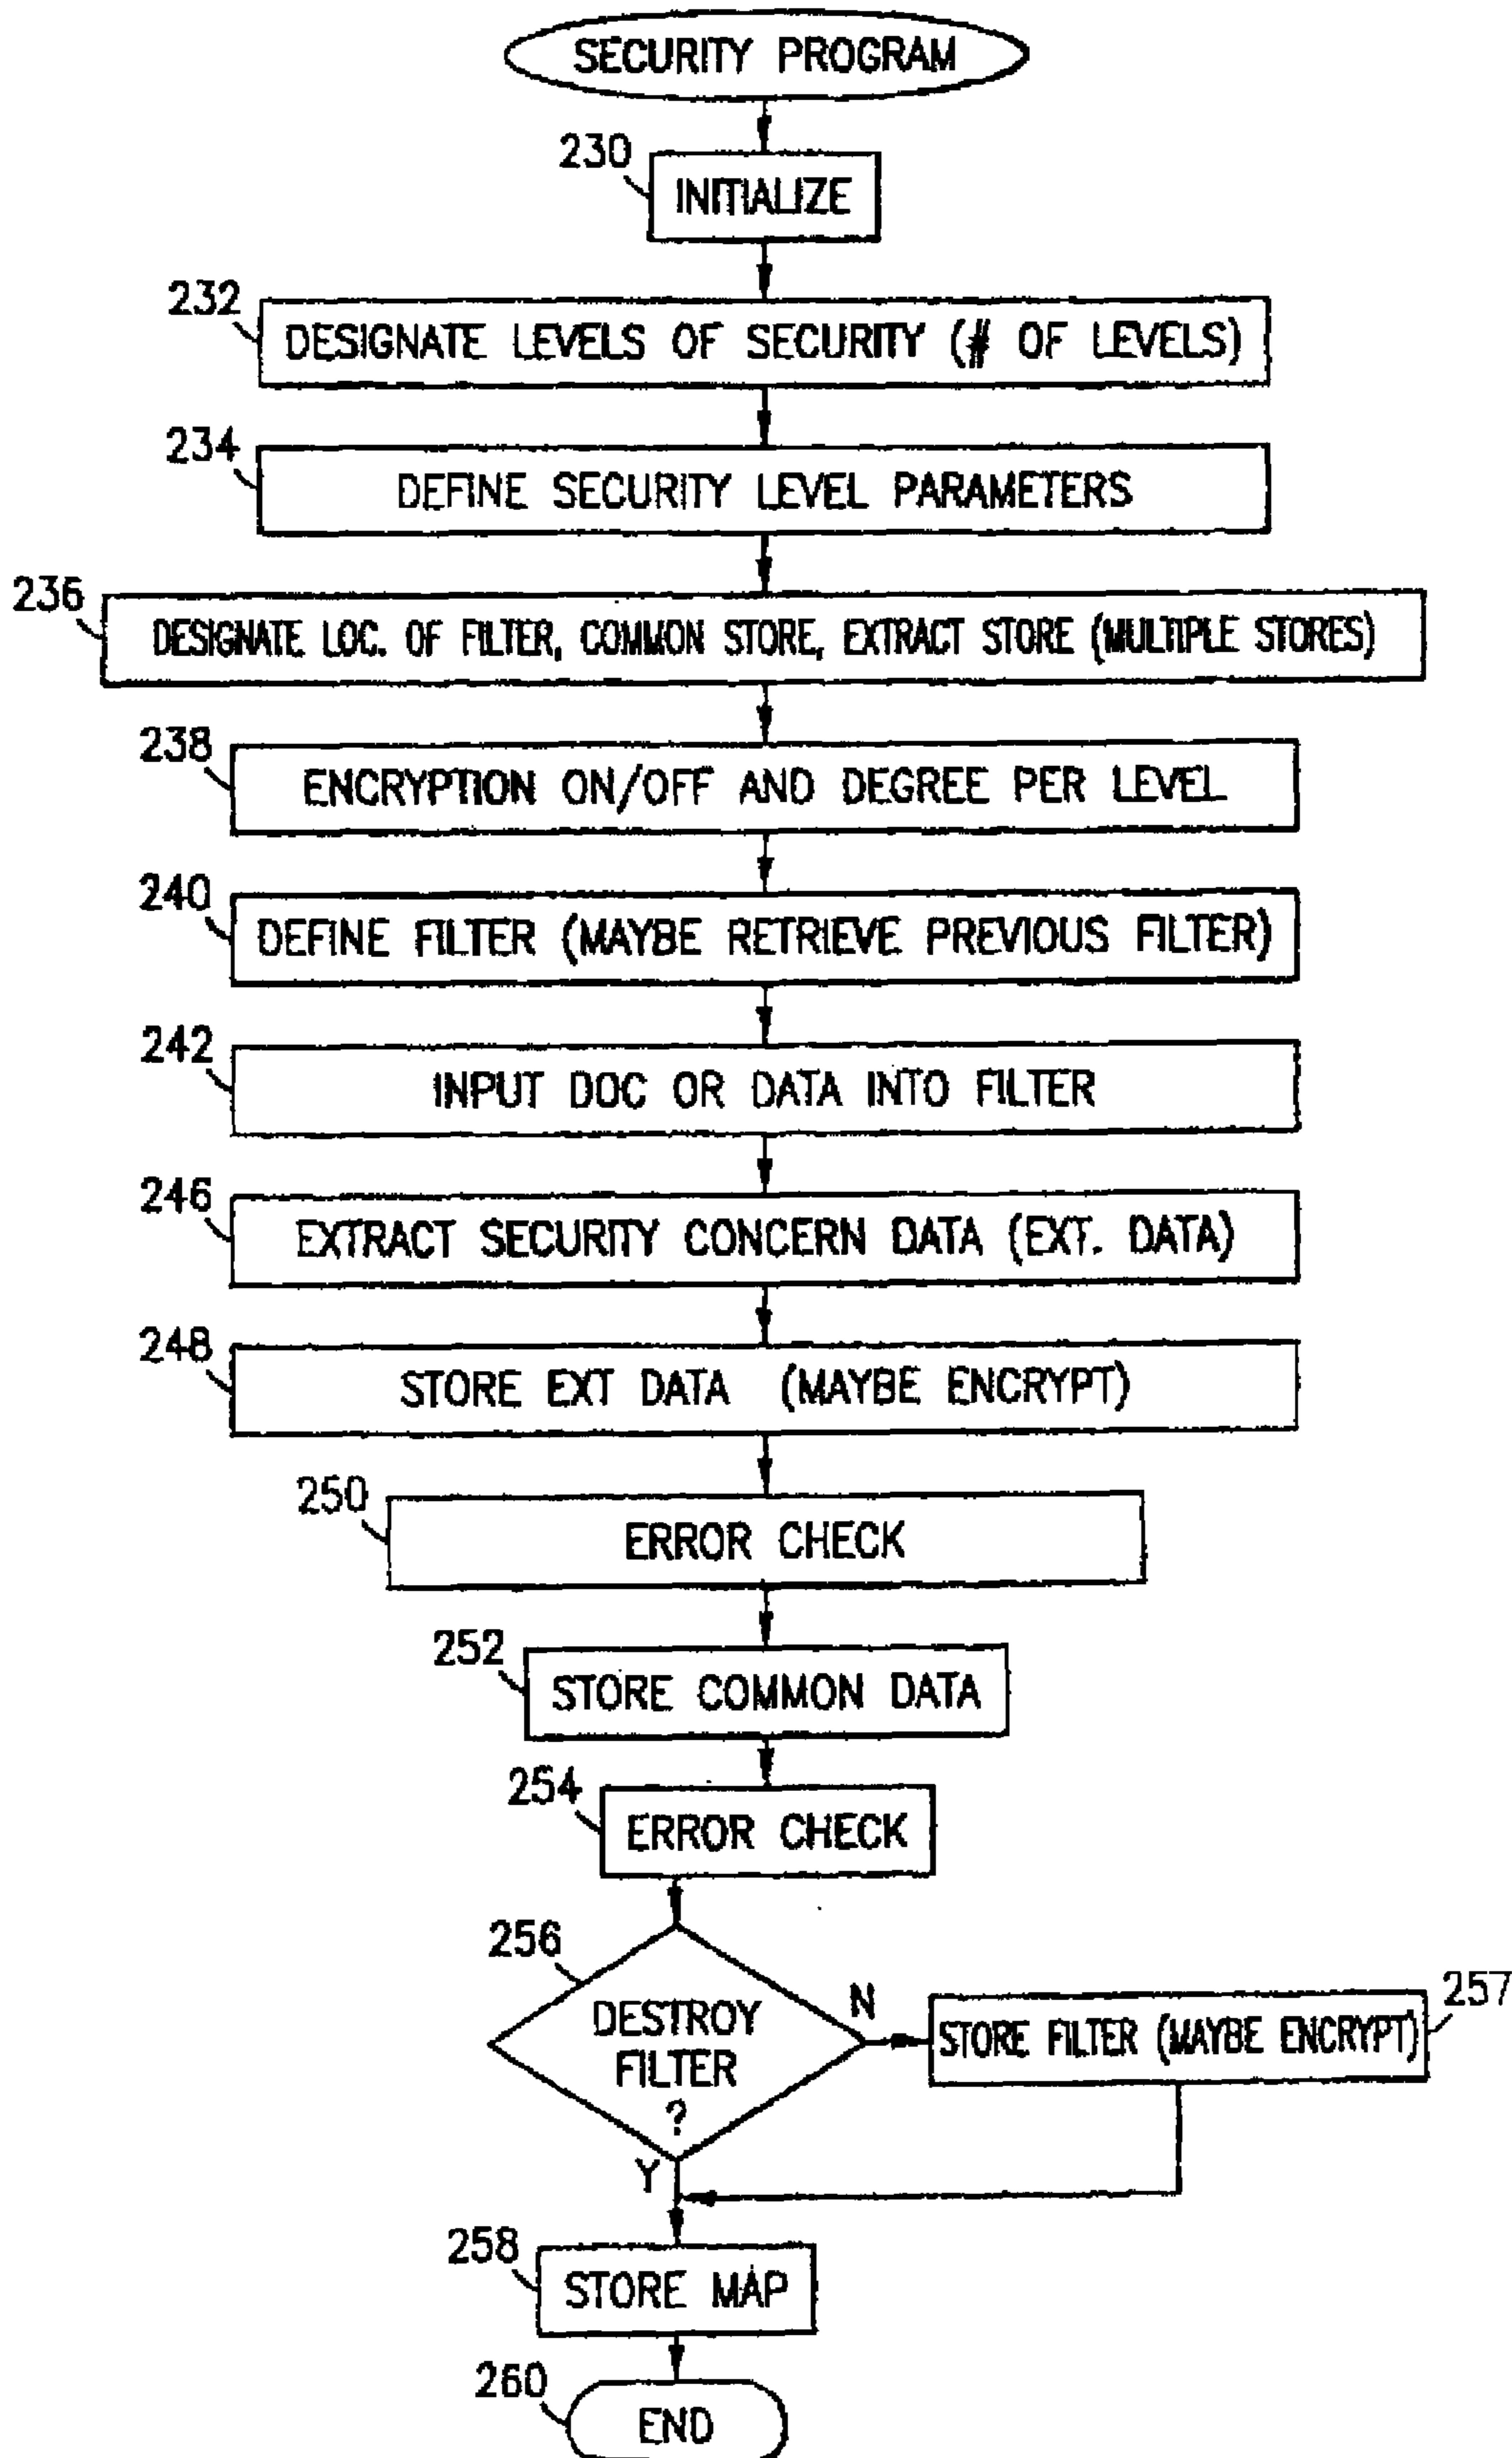 SECURITY PROGRAM
230
INITIALIZE
232
DESIGNATE LEVELS OF SECURITY (# OF LEVELS)
234
DEFINE SECURITY LEVEL PARAMETERS
236
DESIGNATE LOC. OF FILTER, COMMON STORE, EXTRACT STORE (MULTIPLE STORES)
238
ENCRYPTION ON/OFF AND DEGREE PER LEVEL
240
DEFINE FILTER (MAYBE RETRIEVE PREVIOUS FILTER)
242
INPUT DOC OR DATA INTO FILTER
246
EXTRACT SECURITY CONCERN DATA (EXT. DATA)
248
STORE EXT DATA (MAYBE ENCRYPT)
250
ERROR CHECK
252
STORE COMMON DATA
254
ERROR CHECK
256
DESTROY
FILTER
?
N
257
STORE FILTER (MAYBE ENCRYPT)
Y
258
STORE MAP
260
END